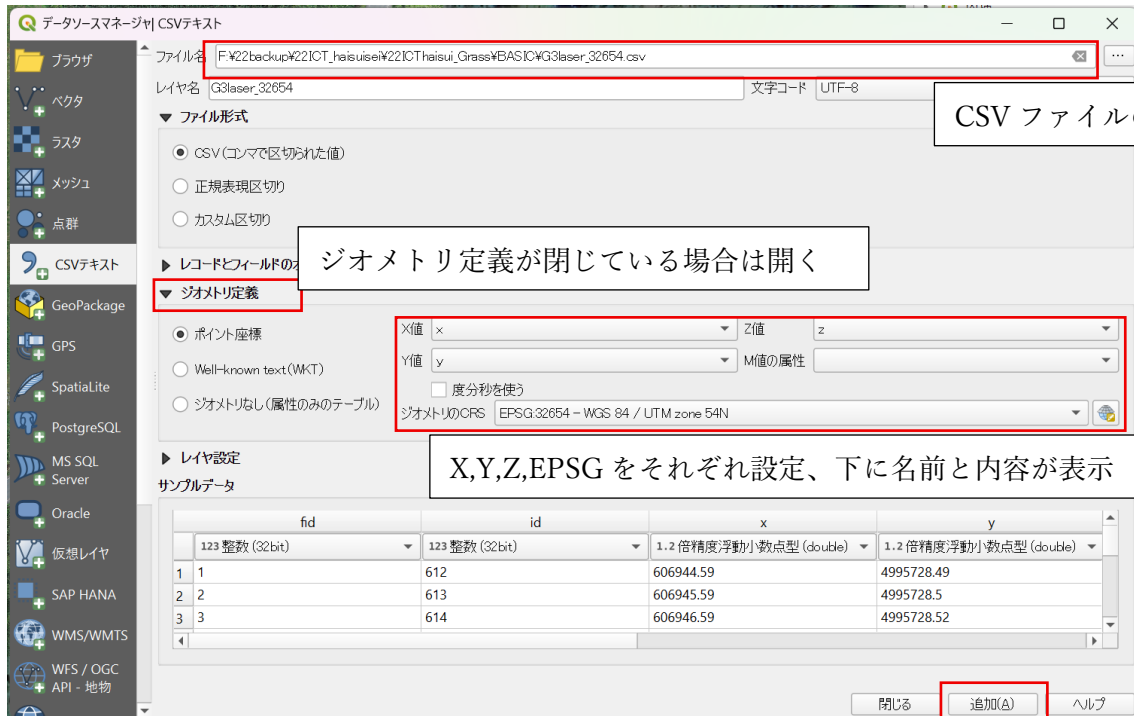 データソースマネージャ| CSVテキスト
ブラウザ
ベクタ
ラスタ
メッシュ
点群
CSVテキスト
GeoPackage
GPS
SpatiaLite
PostgreSQL
MS SQL
Server
Oracle
仮想レイヤ
SAP HANA
WMS/WMTS
WFS / OGC
API - 地物
ファイル名 F:¥22backup¥22ICT_haisuisei¥22ICThaisui_Grass¥BASIC¥G3laser_32654.csv ...
レイヤ名 G3laser_32654 文字コード UTF-8
CSV ファイル
▼ ファイル形式
CSV(コンマで区切られた値)
正規表現区切り
カスタム区切り
ジオメトリ定義が閉じている場合は開く
▶ レコードとフィールドの
▼ ジオメトリ定義
ポイント座標
Well-known text(WKT)
ジオメトリなし(属性のみのテーブル)
X値 x Z値 z
Y値 y M値の属性
度分秒を使う
ジオメトリのCRS EPSG:32654 - WGS 84 / UTM zone 54N
X,Y,Z,EPSG をそれぞれ設定、下に名前と内容が表示
▶ レイヤ設定
サンプルデータ
fid id x y
123 整数 (32bit) 123 整数 (32bit) 1.2 倍精度浮動小数点型 (double) 1.2 倍精度浮動小数点型 (double)
1 1 612 606944.59 4995728.49
2 2 613 606945.59 4995728.5
3 3 614 606946.59 4995728.52
閉じる 追加(A) ヘルプ